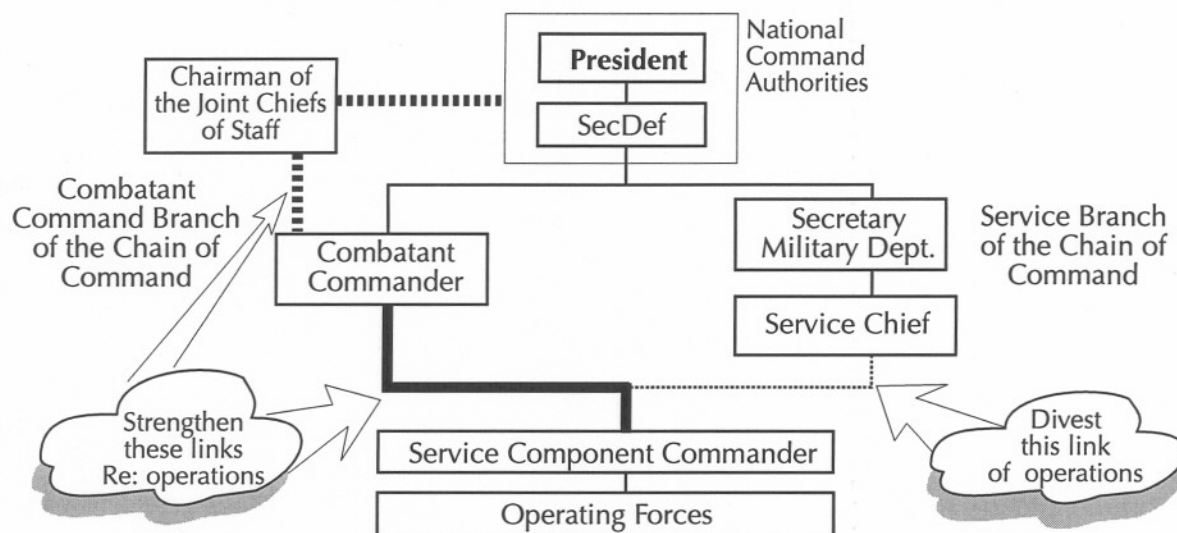 National
Command
Authorities
President
SecDef
Chairman of
the Joint Chiefs
of Staff
Combatant
Command Branch
of the Chain of
Command
Combatant
Commander
Secretary
Military Dept.
Service Branch
of the Chain of
Command
Service Chief
Strengthen
these links
Re: operations
Divest
this link
of operations
Service Component Commander
Operating Forces